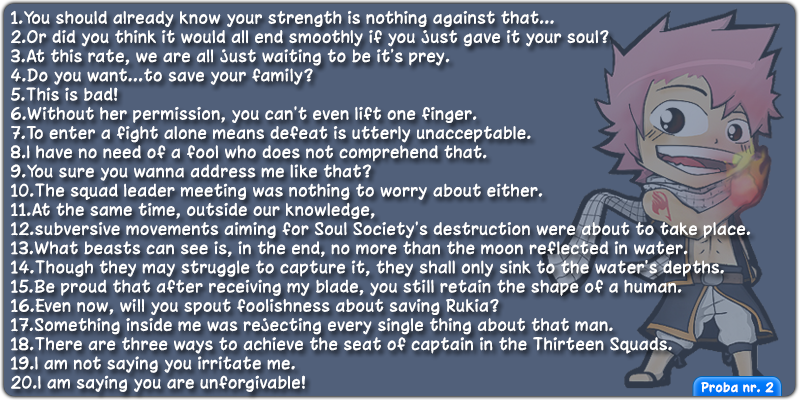 1.You should already know your strength is nothing against that...
2.Or did you think it would all end smoothly if you just gave it your soul?
3.At this rate, we are all just waiting to be it's prey.
4.Do you want...to save your family?
5.This is bad!
6.Without her permission, you can't even lift one finger.
7.To enter a fight alone means defeat is utterly unacceptable.
8.I have no need of a fool who does not comprehend that.
9.You sure you wanna address me like that?
10.The squad leader meeting was nothing to worry about either.
11.At the same time, outside our knowledge,
12.subversive movements aiming for Soul Society's destruction were about to take place.
13.What beasts can see is, in the end, no more than the moon reflected in water.
14.Though they may struggle to capture it, they shall only sink to the water's depths.
15.Be proud that after receiving my blade, you still retain the shape of a human.
16.Even now, will you spout foolishness about saving Rukia?
17.Something inside me was rejecting every single thing about that man.
18.There are three ways to achieve the seat of captain in the Thirteen Squads.
19.I am not saying you irritate me.
20.I am saying you are unforgivable!
Proba nr. 2